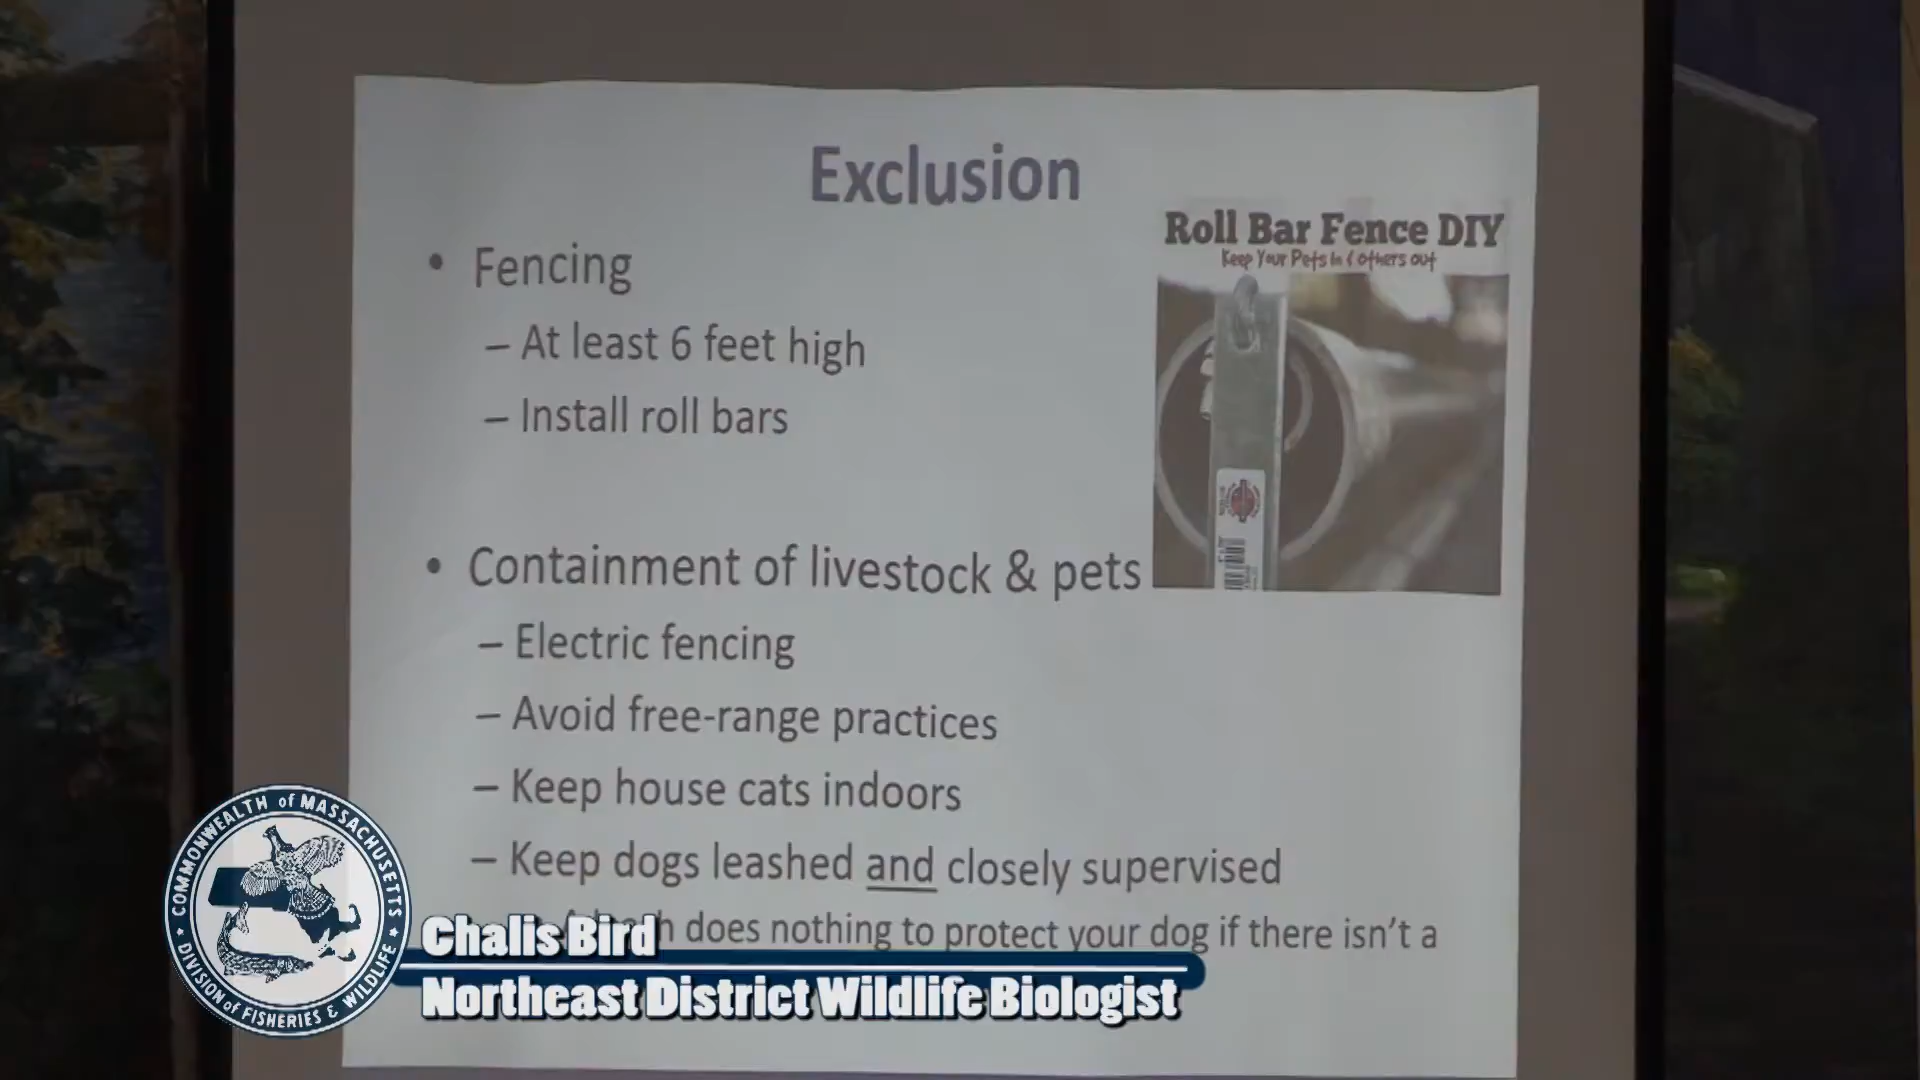 Exclusion
Roll Bar Fence DIY
Keep Your Pets In & others out
• Fencing
– At least 6 feet high
– Install roll bars
• Containment of livestock & pets
– Electric fencing
– Avoid free-range practices
– Keep house cats indoors
– Keep dogs leashed and closely supervised
does nothing to protect your dog if there isn't a
COMMONWEALTH of MASSACHUSETTS
DIVISION of FISHERIES & WILDLIFE
Chalis Bird
Northeast District Wildlife Biologist